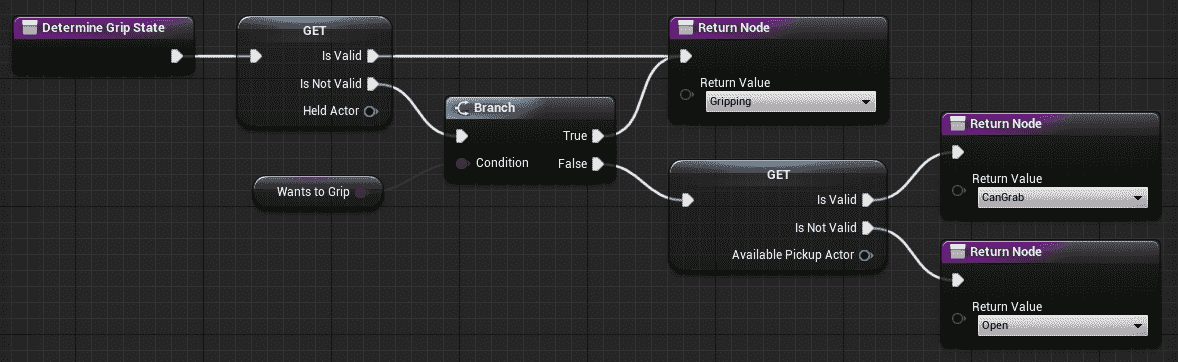 Determine Grip State
GET
Is Valid
Is Not Valid
Held Actor
Wants to Grip
Branch
True
Condition
False
Return Node
Return Value
Gripping
GET
Is Valid
Is Not Valid
Available Pickup Actor
Return Node
Return Value
CanGrab
Return Node
Return Value
Open